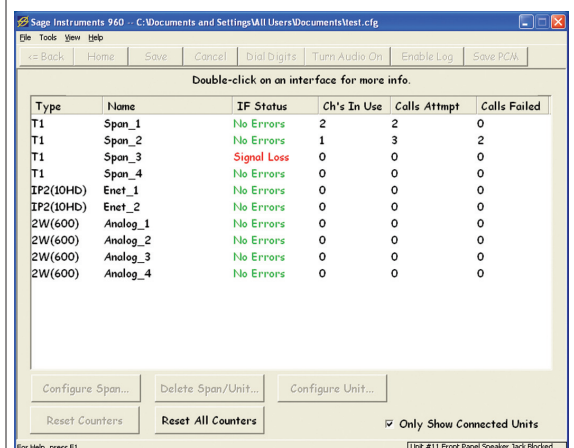 Sage Instruments 960 -- C:\Documents and Settings\All Users\Documents\test.cfg
File Tools View Help
<= Back Home Save Cancel Dial Digits Turn Audio On Enable Log Save PCM
Double-click on an interface for more info.
Type Name IF Status Ch's In Use Calls Attmpt Calls Failed
T1 Span_1 No Errors 2 2 0
T1 Span_2 No Errors 1 3 2
T1 Span_3 Signal Loss 0 0 0
T1 Span_4 No Errors 0 0 0
IP2(10HD) Enet_1 No Errors 0 0 0
IP2(10HD) Enet_2 No Errors 0 0 0
2W(600) Analog_1 No Errors 0 0 0
2W(600) Analog_2 No Errors 0 0 0
2W(600) Analog_3 No Errors 0 0 0
2W(600) Analog_4 No Errors 0 0 0
Configure Span... Delete Span/Unit... Configure Unit...
Reset Counters Reset All Counters Only Show Connected Units
For Help, press F1 Unit #11 Front Panel Speaker Jack Blocked